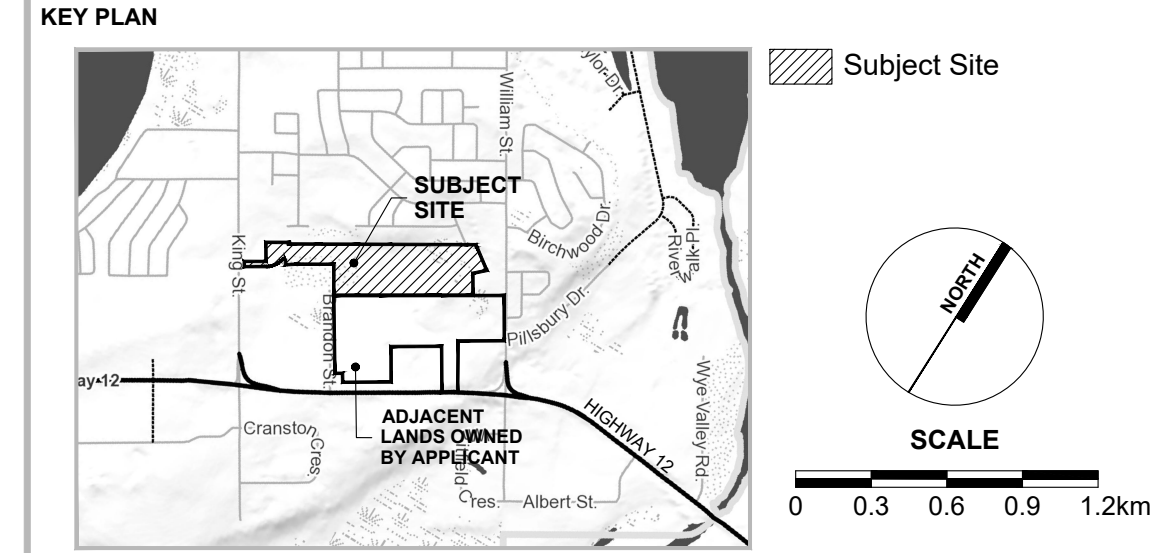 KEY PLAN
Subject Site
William St.
SUBJECT
SITE
Birchwood Dr.
River
King St.
Brandon St.
Pillsbury Dr.
NORTH
Wye Valley Rd.
ay 12
HIGHWAY 12
ADJACENT
LANDS OWNED
BY APPLICANT
Cranston Cres.
Cres.
Albert St.
SCALE
0 0.3 0.6 0.9 1.2km